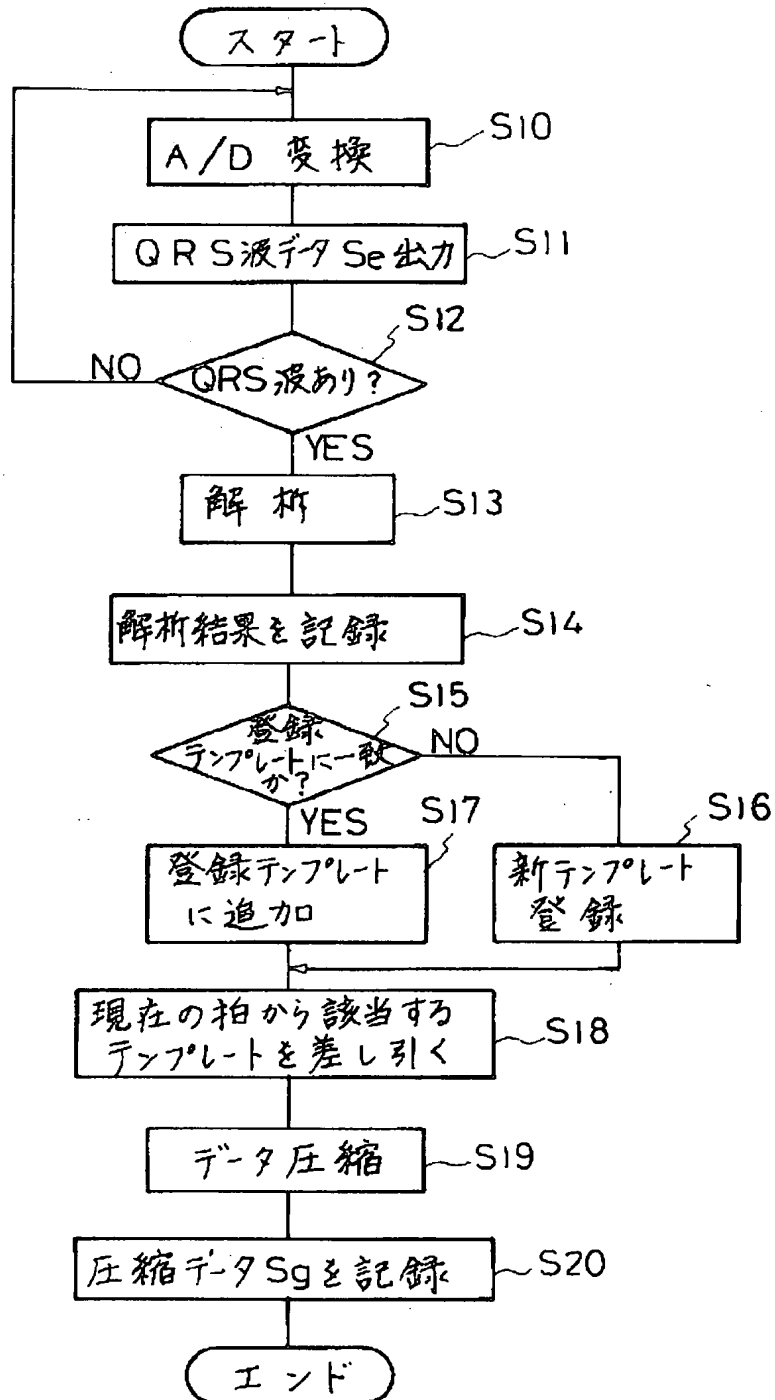 スタート
A/D 変換
S10
QRS波データSe出力
S11
S12
NO
QRS波あり?
YES
解析
S13
解析結果を記録
S14
S15
登録
テンプレートに一致
か?
NO
YES
S17
S16
登録テンプレート
に追加
新テンプレート
登録
現在の拍から該当する
テンプレートを差し引く
S18
データ圧縮
S19
圧縮データSgを記録
S20
エンド